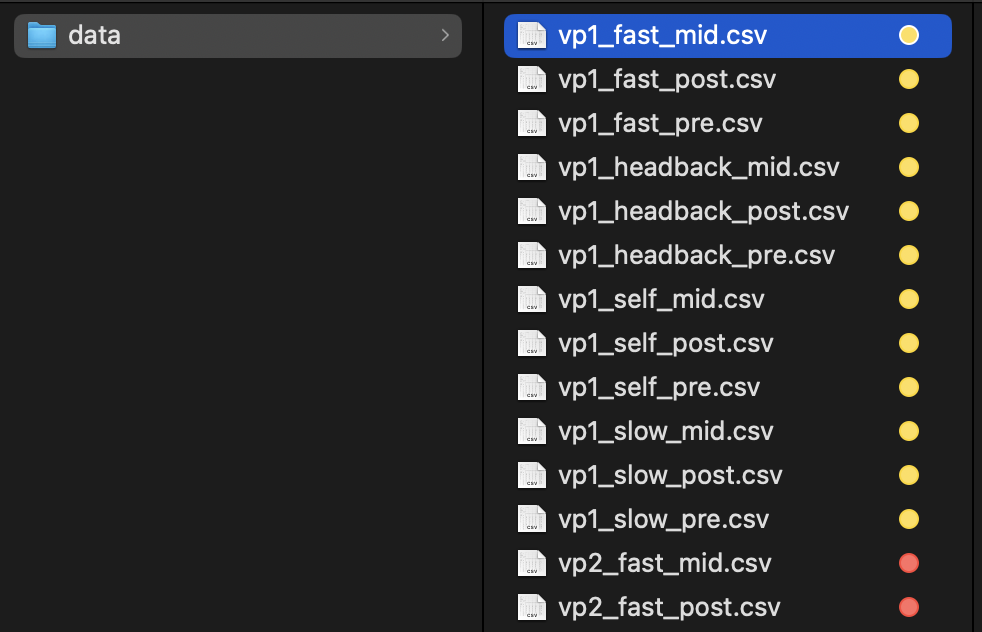 data
vp1_fast_mid.csv
vp1_fast_post.csv
vp1_fast_pre.csv
vp1_headback_mid.csv
vp1_headback_post.csv
vp1_headback_pre.csv
vp1_self_mid.csv
vp1_self_post.csv
vp1_self_pre.csv
vp1_slow_mid.csv
vp1_slow_post.csv
vp1_slow_pre.csv
vp2_fast_mid.csv
vp2_fast_post.csv